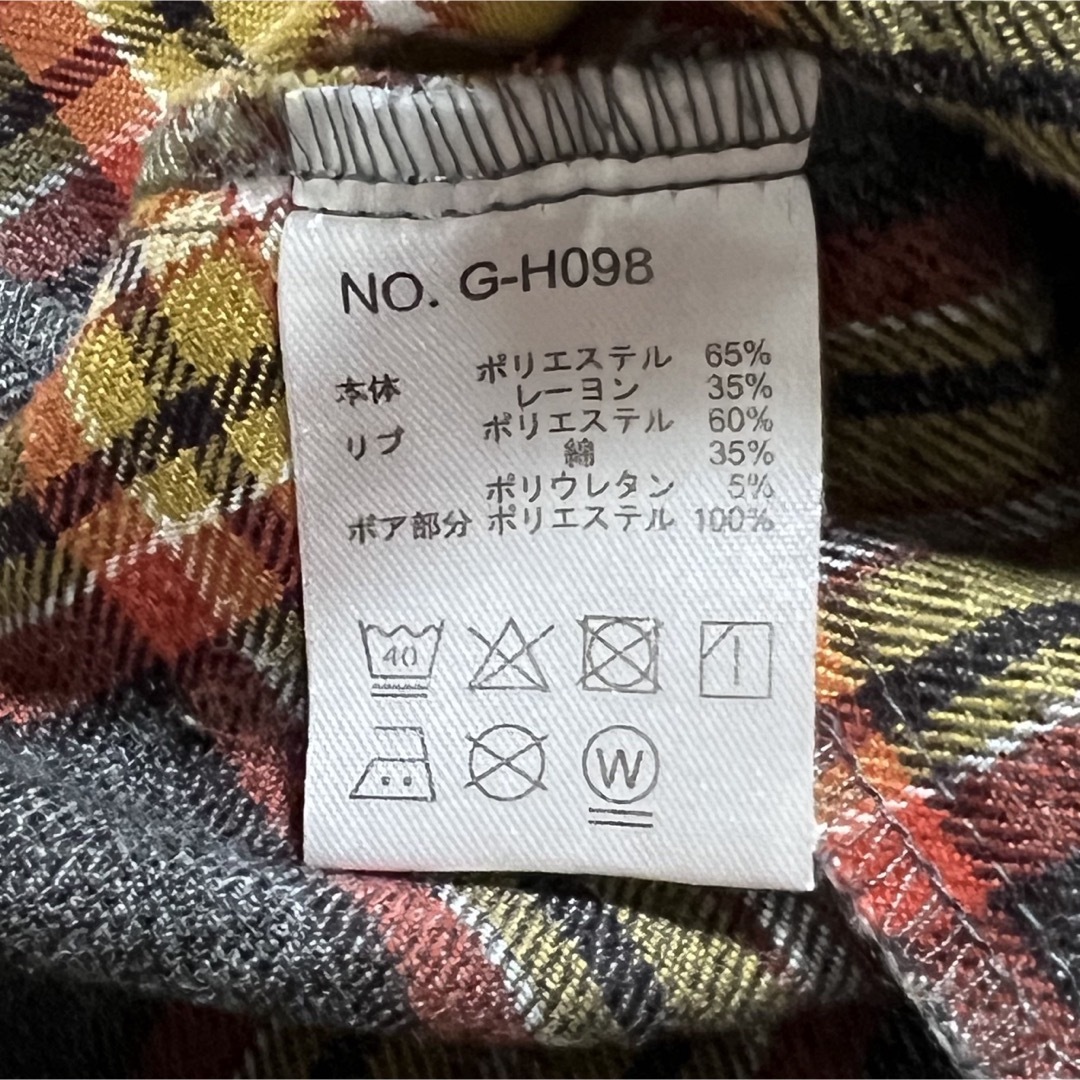 NO. G-H098
本体 ポリエステル 65%
レーヨン 35%
リブ ポリエステル 60%
綿 35%
ポリウレタン 5%
ボア部分 ポリエステル 100%
40
W